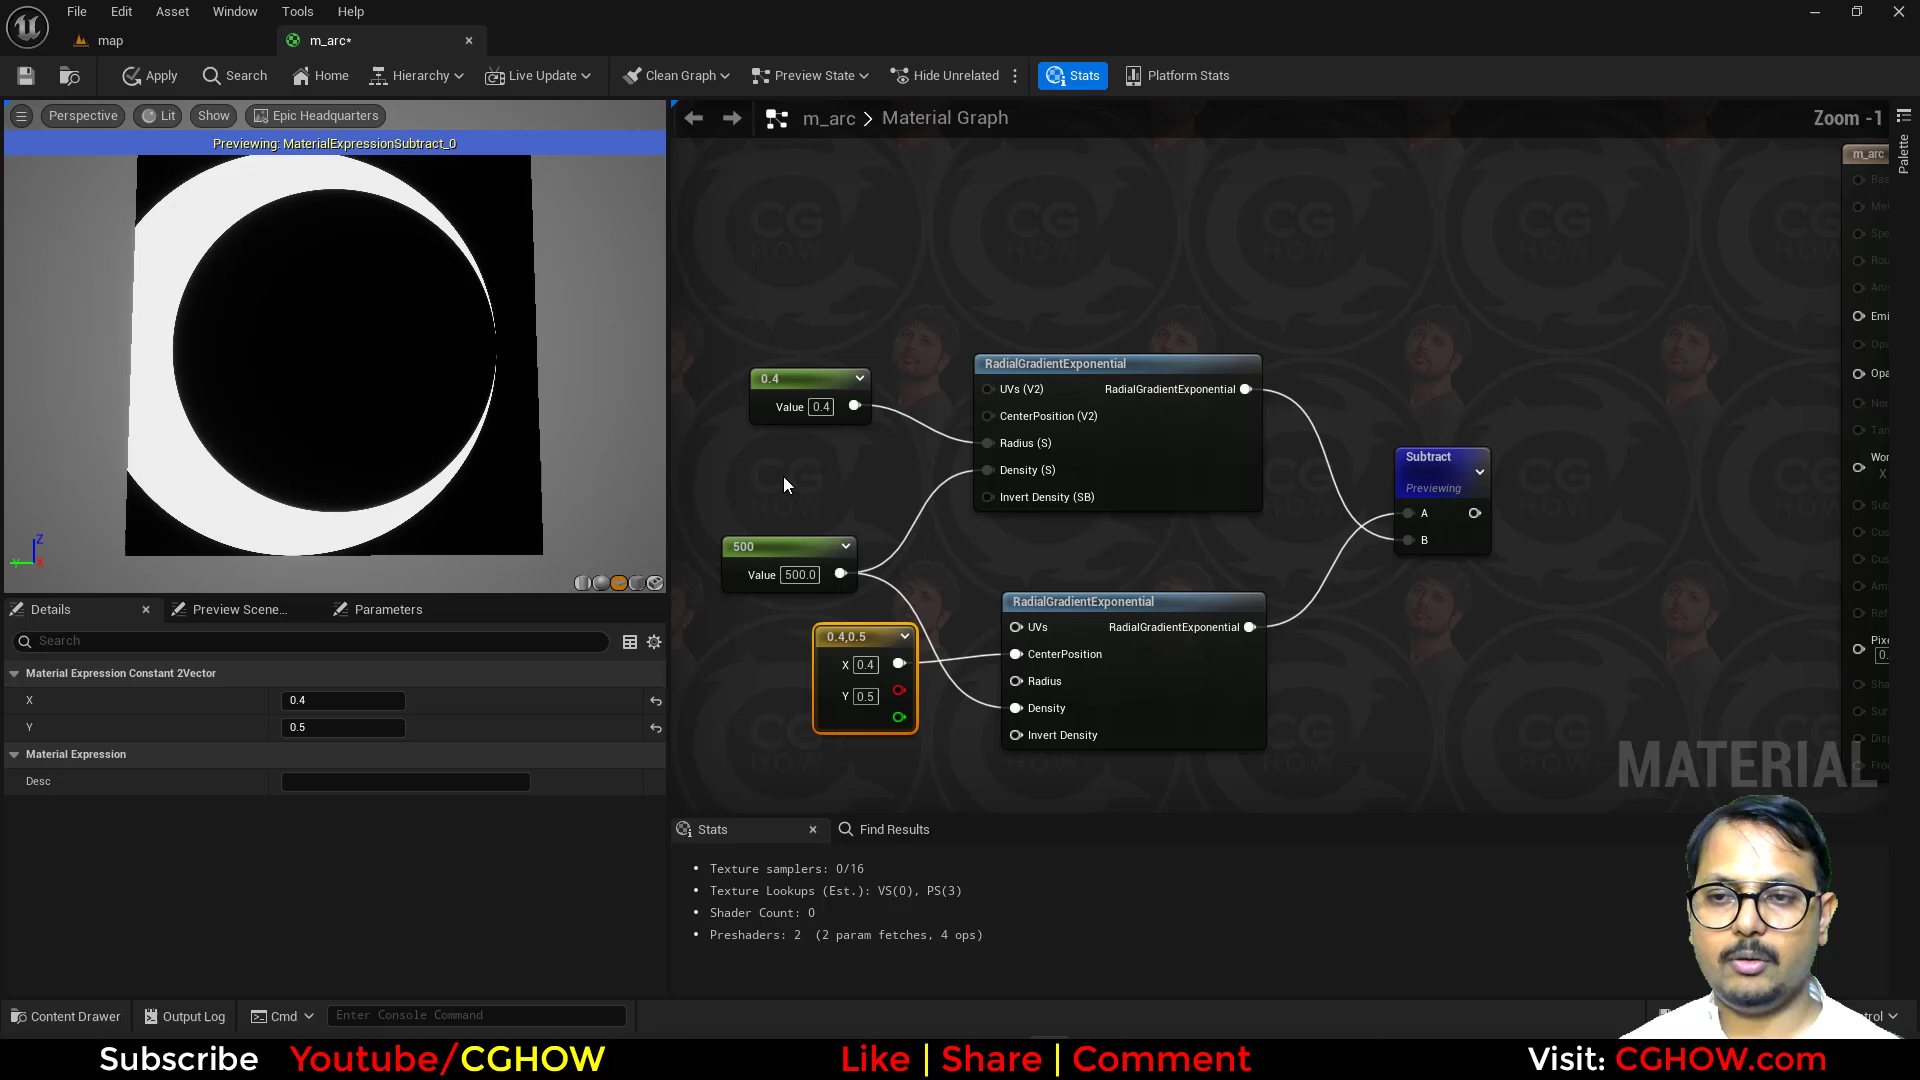 File Edit Asset Window Tools Help
map
m_arc*
Apply Search Home Hierarchy Live Update Clean Graph Preview State Hide Unrelated Stats Platform Stats
Perspective Lit Show Epic Headquarters
Previewing: MaterialExpressionSubtract_0
m_arc > Material Graph
Zoom -1
Palette
m_arc
CG
HOW
0.4
Value 0.4
RadialGradientExponential
UVs (V2) RadialGradientExponential
CenterPosition (V2)
Radius (S)
Density (S)
Invert Density (SB)
Subtract
Previewing
A
B
500
Value 500.0
RadialGradientExponential
UVs RadialGradientExponential
CenterPosition
Radius
Density
Invert Density
0.4,0.5
X 0.4
Y 0.5
MATERIAL
Z
Details Preview Scene... Parameters
Search
Material Expression Constant 2Vector
X 0.4
Y 0.5
Material Expression
Desc
Stats Find Results
Texture samplers: 0/16
Texture Lookups (Est.): VS(0), PS(3)
Shader Count: 0
Preshaders: 2 (2 param fetches, 4 ops)
Content Drawer Output Log Cmd Enter Console Command
Subscribe Youtube/CGHOW Like | Share | Comment Visit: CGHOW.com